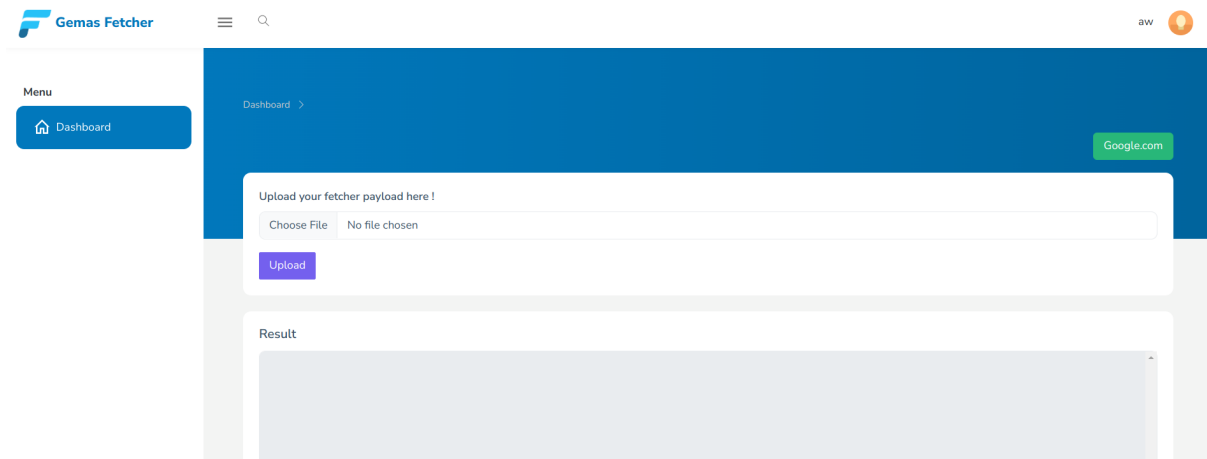 Gemas Fetcher
aw
Menu
Dashboard
Dashboard >
Google.com
Upload your fetcher payload here !
Choose File No file chosen
Upload
Result